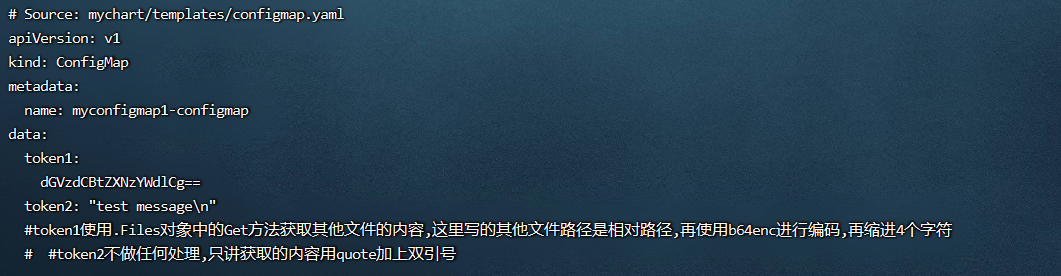 # Source: mychart/templates/configmap.yaml
apiVersion: v1
kind: ConfigMap
metadata:
  name: myconfigmap1-configmap
data:
  token1:
    dGVzdCBtZXNzYWdlCg==
  token2: "test message\n"
  #token1使用.Files对象中的Get方法获取其他文件的内容,这里写的其他文件路径是相对路径,再使用b64enc进行编码,再缩进4个字符
  #  #token2不做任何处理,只讲获取的内容用quote加上双引号